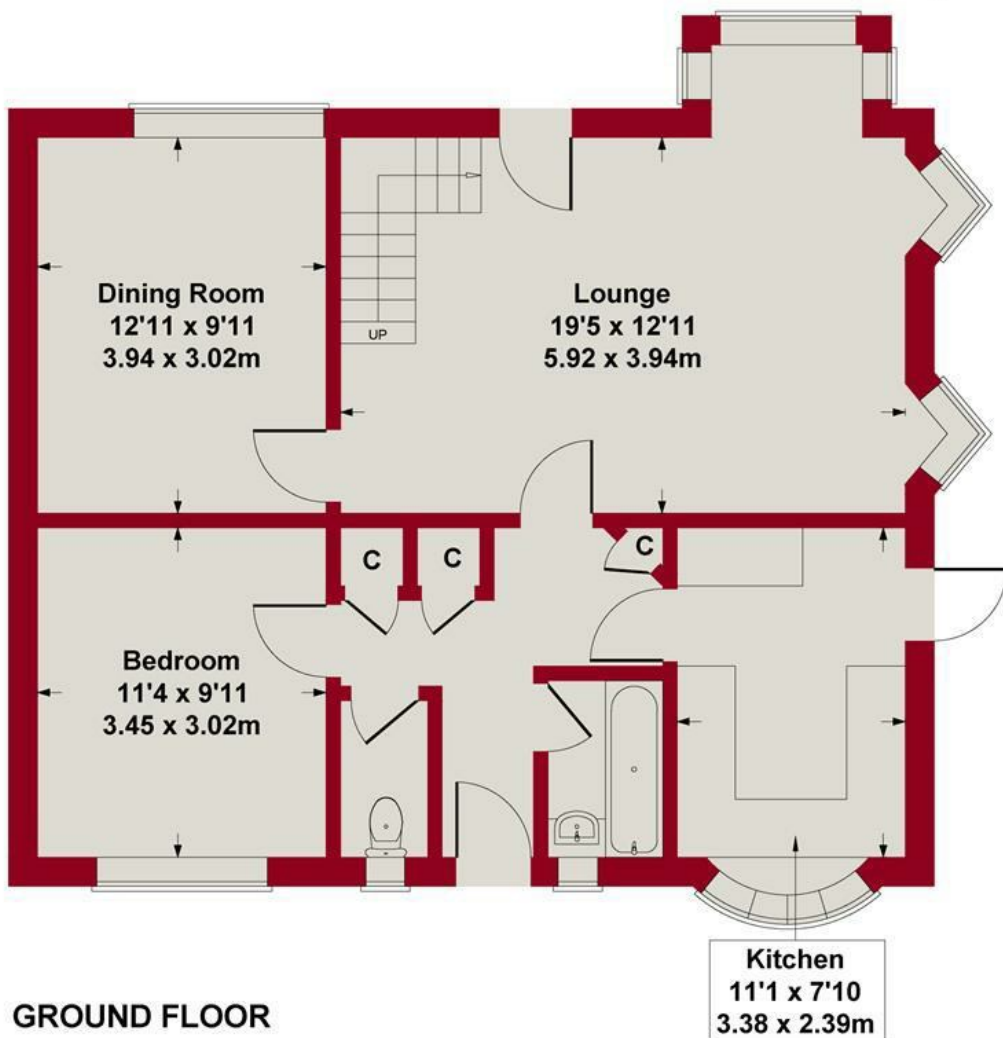 Dining Room
12'11 x 9'11
3.94 x 3.02m
UP
Lounge
19'5 x 12'11
5.92 x 3.94m
C
C
C
Bedroom
11'4 x 9'11
3.45 x 3.02m
Kitchen
11'1 x 7'10
3.38 x 2.39m
GROUND FLOOR